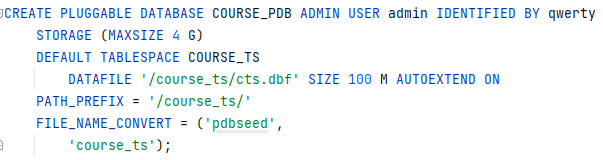 CREATE PLUGGABLE DATABASE COURSE_PDB ADMIN USER admin IDENTIFIED BY qwerty
STORAGE (MAXSIZE 4 G)
DEFAULT TABLESPACE COURSE_TS
DATAFILE '/course_ts/cts.dbf' SIZE 100 M AUTOEXTEND ON
PATH_PREFIX = '/course_ts/'
FILE_NAME_CONVERT = ('pdbseed',
'course_ts');